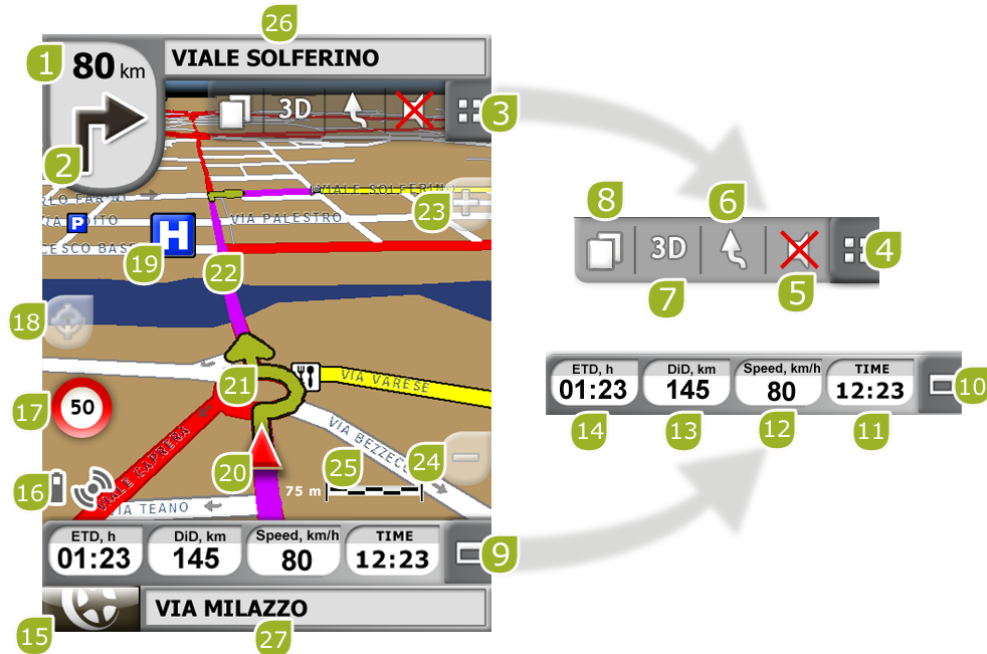 26
1
80 km
VIALE SOLFERINO
3D
3
2
VIALE SOLFERINO
23
P
VIA PALESTRO
H
19
22
18
17
50
21
VIA VARESE
VIA BEZZECCA
20
25
24
16
75 m
VIALE CAPRERA
VIA TEANO
ETD, h
01:23
DiD, km
145
Speed, km/h
80
TIME
12:23
9
15
VIA MILAZZO
27
8
6
3D
4
7
5
ETD, h
01:23
DiD, km
145
Speed, km/h
80
TIME
12:23
10
14
13
12
11